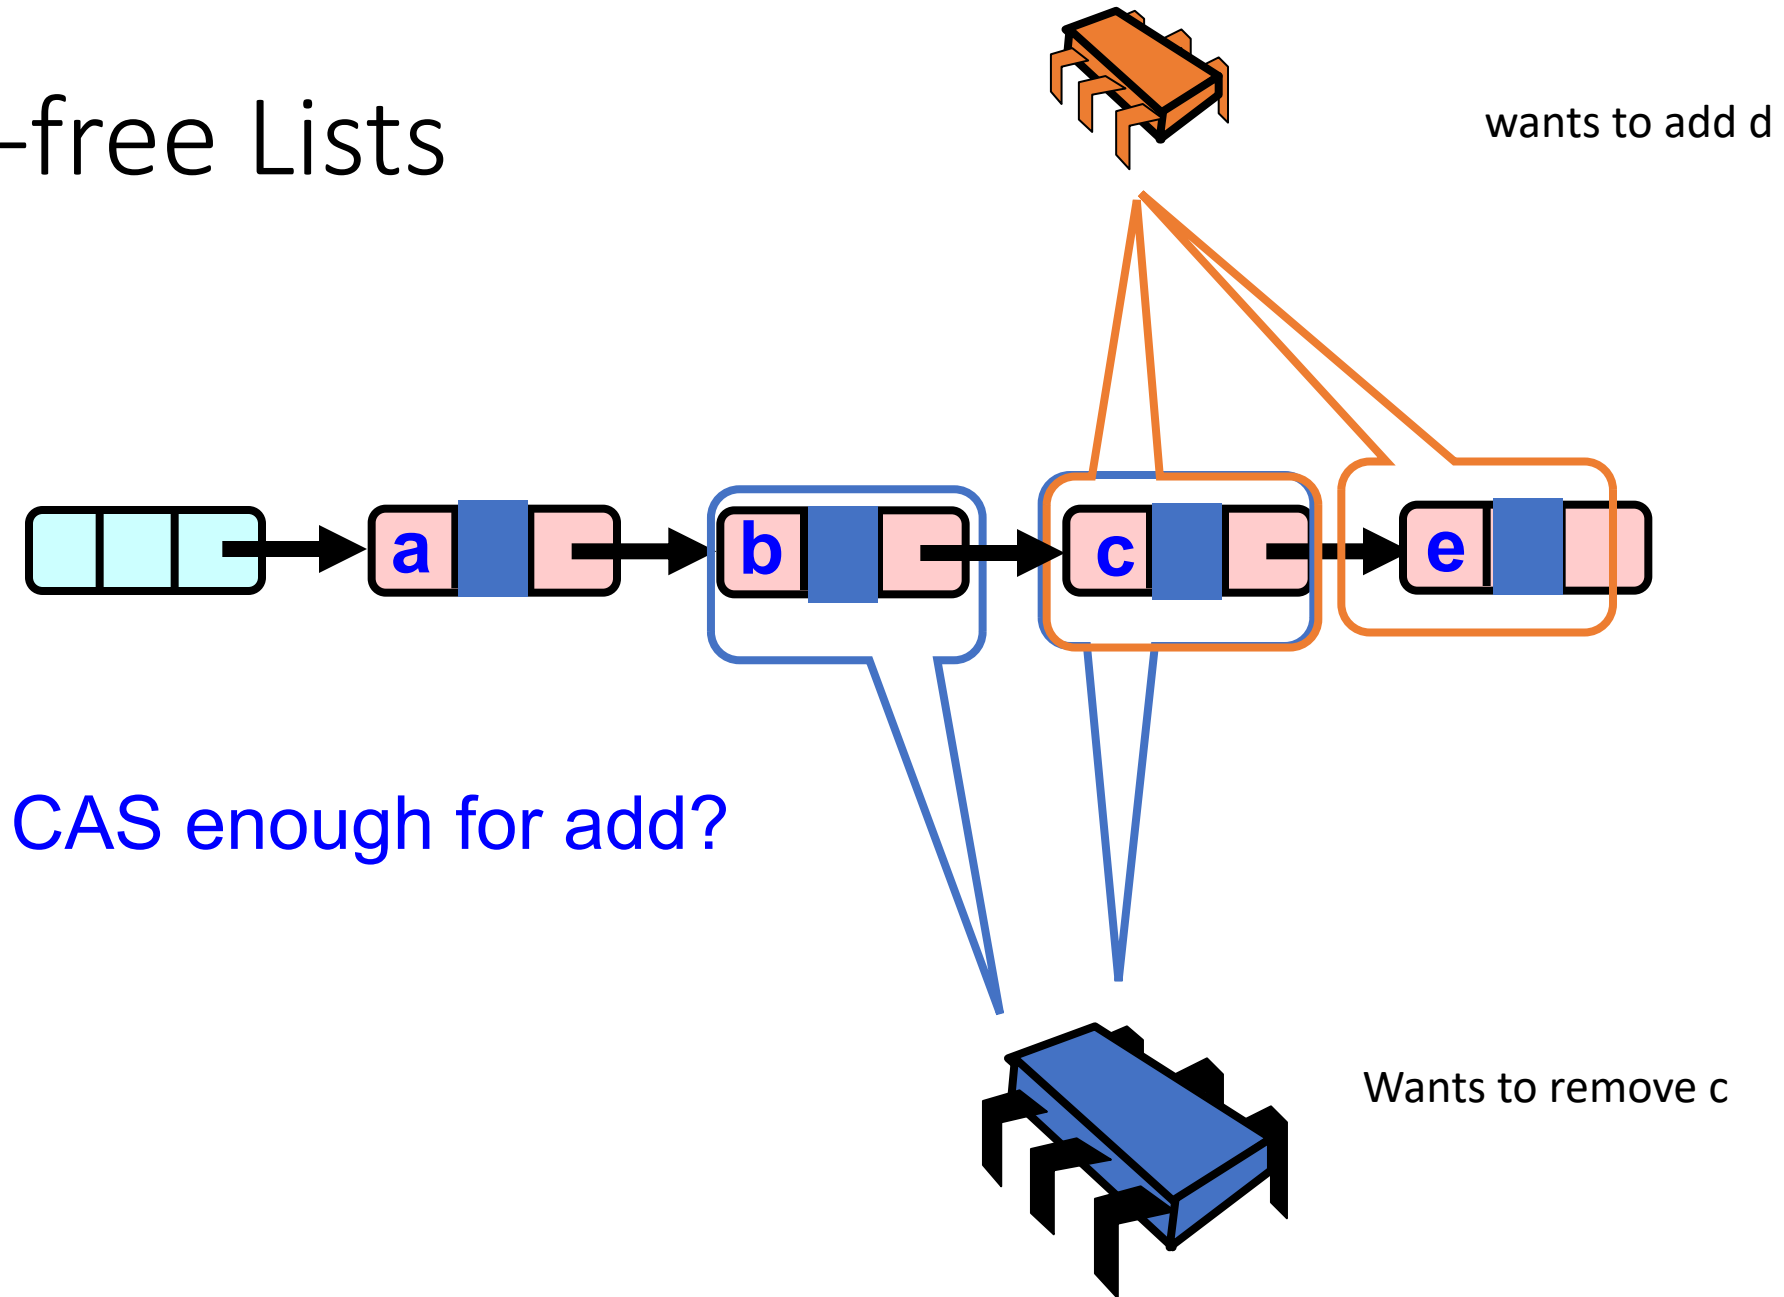 -free Lists
wants to add d
a b c e
CAS enough for add?
Wants to remove c